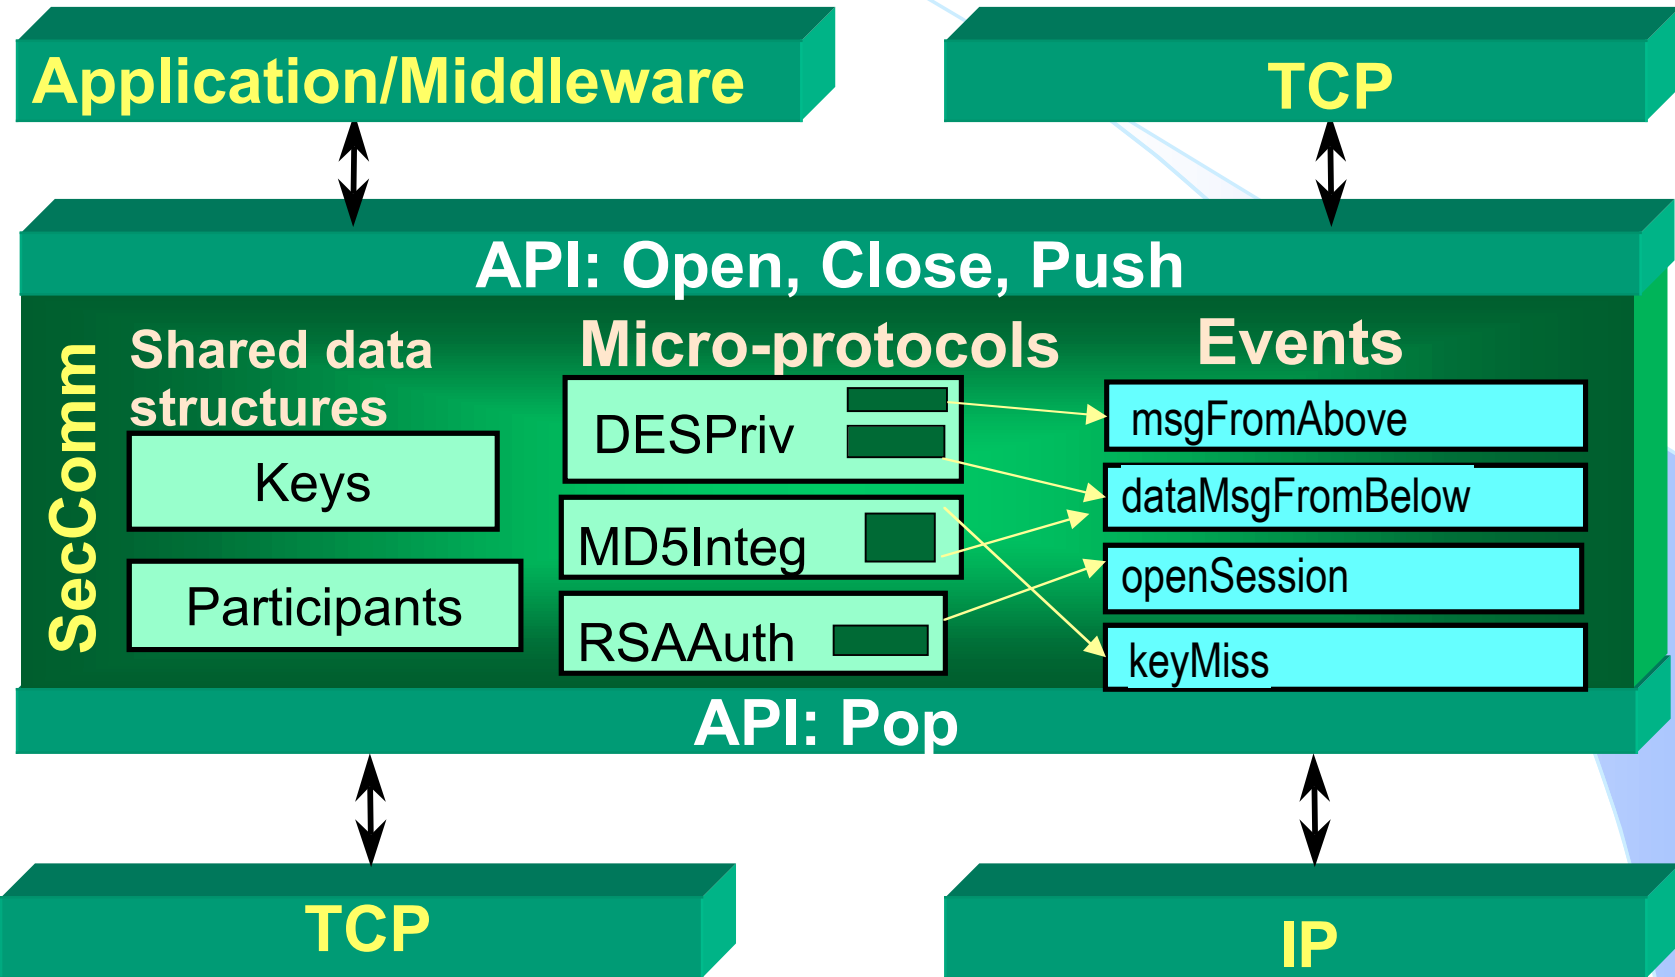 Application/Middleware
TCP
API: Open, Close, Push
SecComm
Shared data
structures
Keys
Participants
Micro-protocols
DESPriv
MD5Integ
RSAAuth
Events
msgFromAbove
dataMsgFromBelow
openSession
keyMiss
API: Pop
TCP
IP